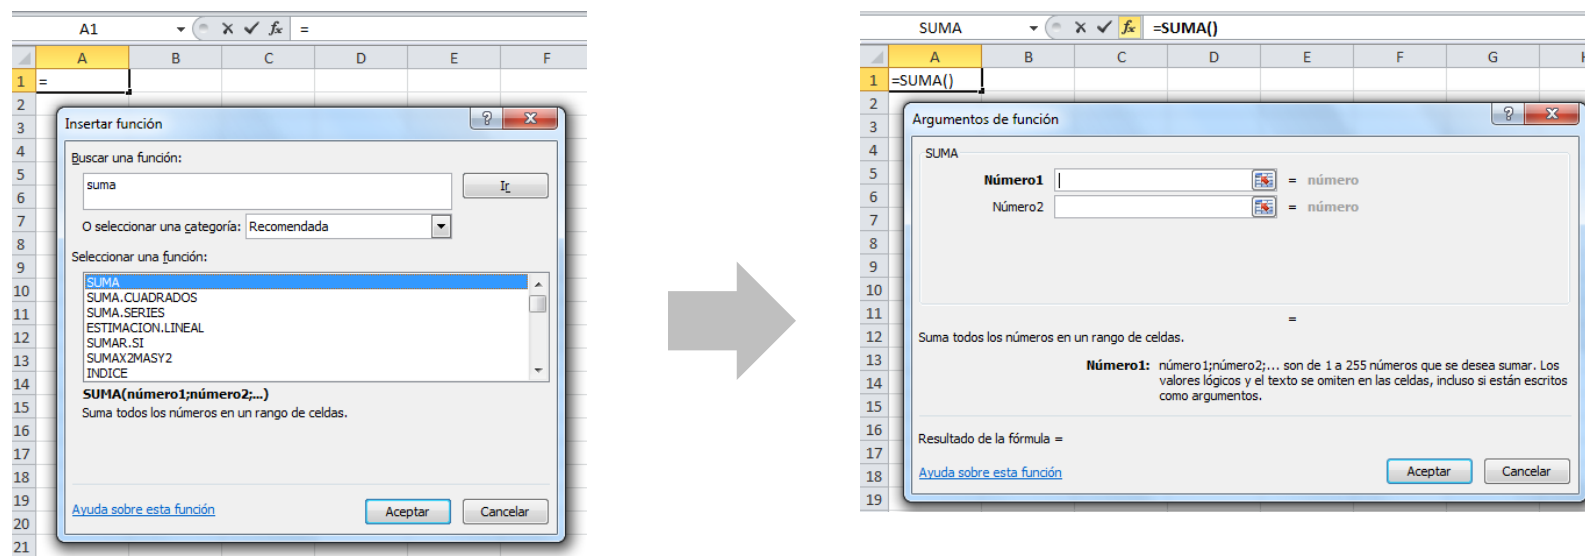 A1 fx =
A B C D E F
1 =
2
3
4
5
6
7
8
9
10
11
12
13
14
15
16
17
18
19
20
21
Insertar función
Buscar una función:
suma
Ir
O seleccionar una categoría: Recomendada
Seleccionar una función:
SUMA
SUMA.CUADRADOS
SUMA.SERIES
ESTIMACION.LINEAL
SUMAR.SI
SUMAX2MASY2
INDICE
SUMA(número1;número2;...)
Suma todos los números en un rango de celdas.
Ayuda sobre esta función
Aceptar Cancelar
SUMA fx =SUMA()
A B C D E F G H
1 =SUMA()
2
3
4
5
6
7
8
9
10
11
12
13
14
15
16
17
18
19
Argumentos de función
SUMA
Número1 = número
Número2 = número
=
Suma todos los números en un rango de celdas.
Número1: número1;número2;... son de 1 a 255 números que se desea sumar. Los
valores lógicos y el texto se omiten en las celdas, incluso si están escritos
como argumentos.
Resultado de la fórmula =
Ayuda sobre esta función
Aceptar Cancelar